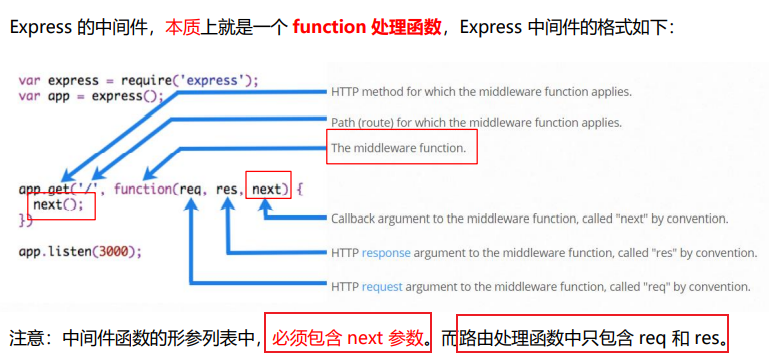 Express 的中间件，本质上就是一个 function 处理函数，Express 中间件的格式如下：
var express = require('express');
var app = express();
HTTP method for which the middleware function applies.
Path (route) for which the middleware function applies.
The middleware function.
app.get('/', function(req, res, next) {
next();
})
Callback argument to the middleware function, called "next" by convention.
app.listen(3000);
HTTP response argument to the middleware function, called "res" by convention.
HTTP request argument to the middleware function, called "req" by convention.
注意：中间件函数的形参列表中，必须包含 next 参数。而路由处理函数中只包含 req 和 res。